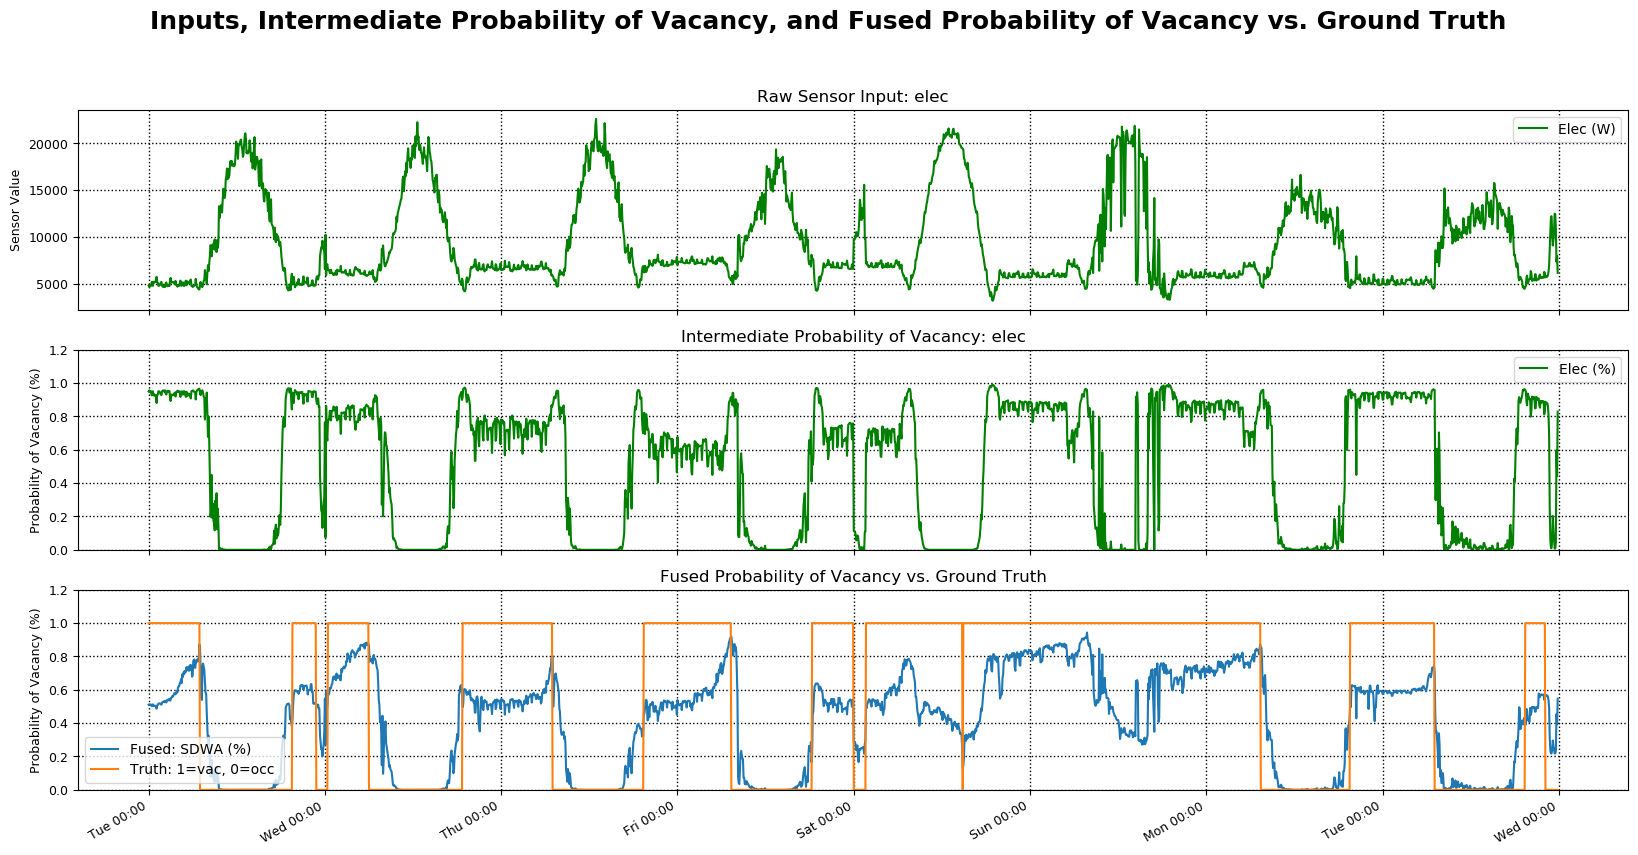 Inputs, Intermediate Probability of Vacancy, and Fused Probability of Vacancy vs. Ground Truth
Raw Sensor Input: elec
Sensor Value
20000
15000
10000
5000
Elec (W)
Intermediate Probability of Vacancy: elec
Probability of Vacancy (%)
1.2
1.0
0.8
0.6
0.4
0.2
0.0
Elec (%)
Fused Probability of Vacancy vs. Ground Truth
Probability of Vacancy (%)
1.2
1.0
0.8
0.6
0.4
0.2
0.0
Fused: SDWA (%)
Truth: 1=vac, 0=occ
Tue 00:00
Wed 00:00
Thu 00:00
Fri 00:00
Sat 00:00
Sun 00:00
Mon 00:00
Tue 00:00
Wed 00:00